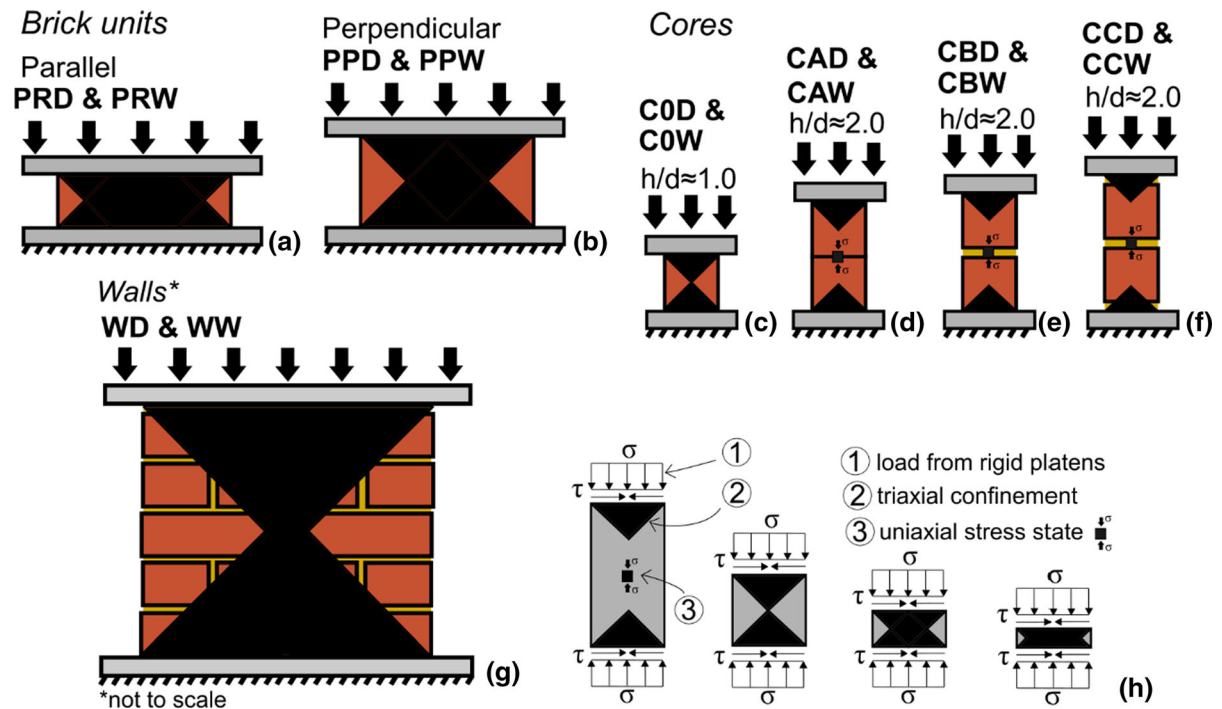 Brick units
Parallel
PRD & PRW
(a)
Perpendicular
PPD & PPW
(b)
Cores
C0D &
C0W
h/d≈1.0
(c)
CAD &
CAW
h/d≈2.0
σ
σ
(d)
CBD &
CBW
h/d≈2.0
σ
σ
(e)
CCD &
CCW
h/d≈2.0
σ
σ
(f)
Walls*
WD & WW
(g)
*not to scale
σ
1
τ
2
σ
σ
3
τ
σ
σ
τ
τ
σ
σ
τ
τ
σ
σ
τ
τ
σ
1 load from rigid platens
2 triaxial confinement
3 uniaxial stress state
σ
σ
(h)